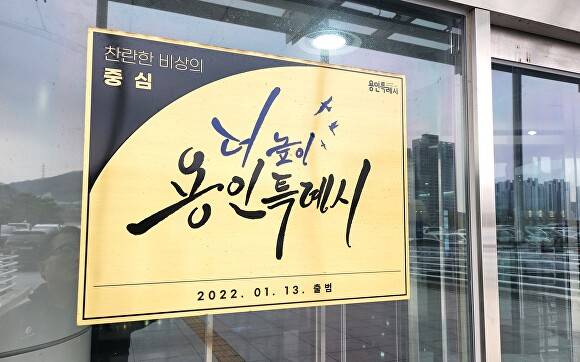 찬란한 비상의
중심
용인특례시
더 높이
용인특례시
2022. 01. 13. 출범